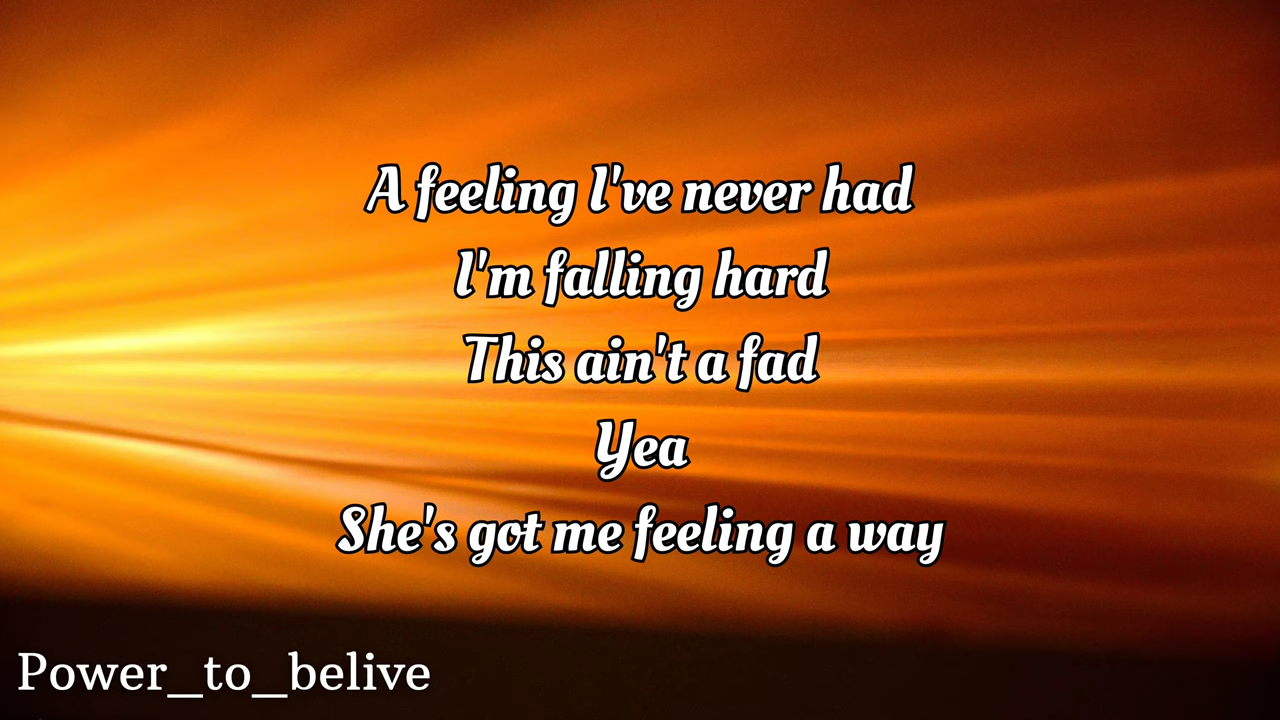 A feeling I've never had
I'm falling hard
This ain't a fad
Yea
She's got me feeling a way
Power_to_belive